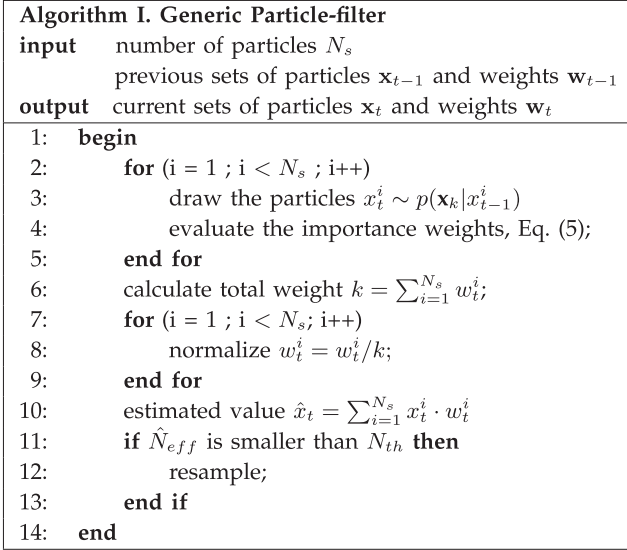 Algorithm I. Generic Particle-filter
input number of particles N_s
previous sets of particles x_{t−1} and weights w_{t−1}
output current sets of particles x_t and weights w_t
1: begin
2: for (i = 1 ; i < N_s ; i++)
3: draw the particles x_t^i ∼ p(x_k|x_{t−1}^i)
4: evaluate the importance weights, Eq. (5);
5: end for
6: calculate total weight k = ∑_{i=1}^{N_s} w_t^i;
7: for (i = 1 ; i < N_s; i++)
8: normalize w_t^i = w_t^i/k;
9: end for
10: estimated value x̂_t = ∑_{i=1}^{N_s} x_t^i · w_t^i
11: if N̂_{eff} is smaller than N_{th} then
12: resample;
13: end if
14: end